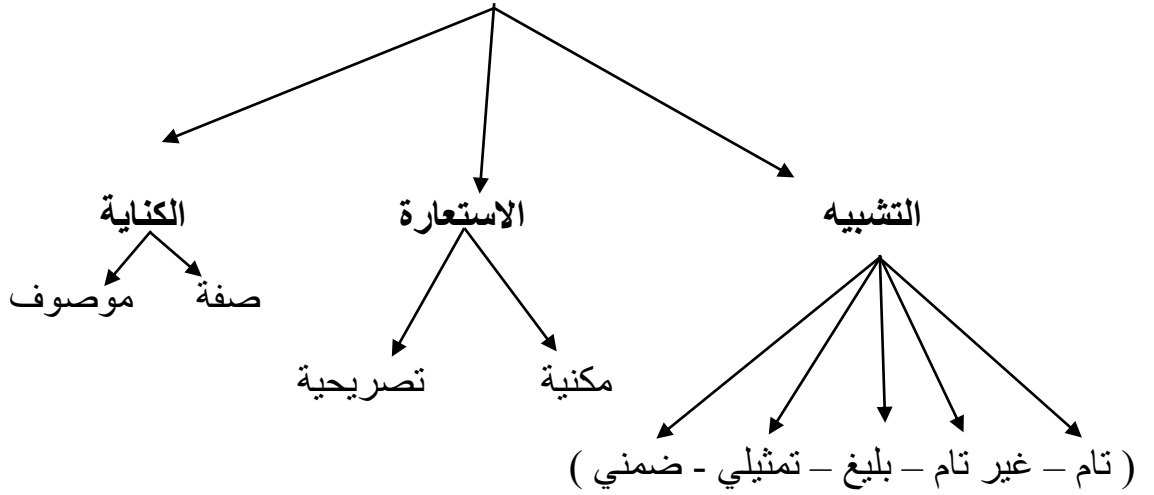 التشبيه الاستعارة الكناية
صفة موصوف
مكنية تصريحية
( تام – غير تام – بليغ – تمثيلي - ضمني )